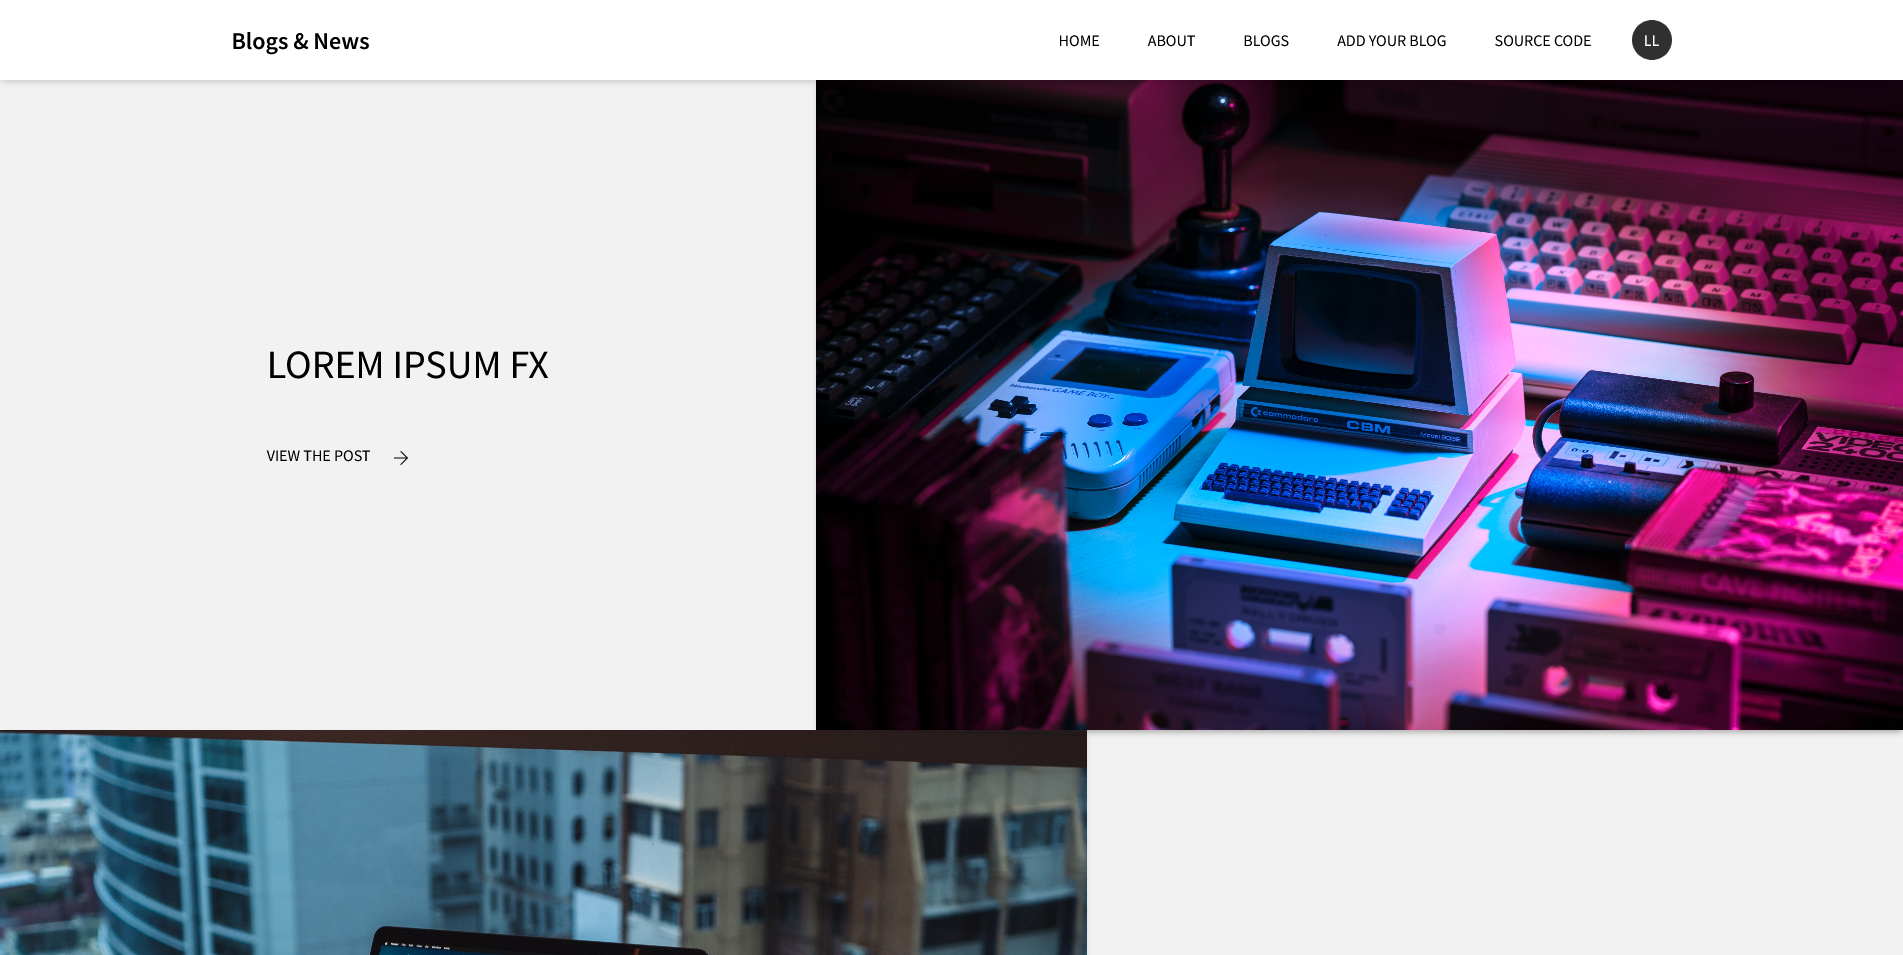 Blogs & News
HOME
ABOUT
BLOGS
ADD YOUR BLOG
SOURCE CODE
LL
LOREM IPSUM FX
VIEW THE POST
Nintendo GAME BOY
commodore
CBM